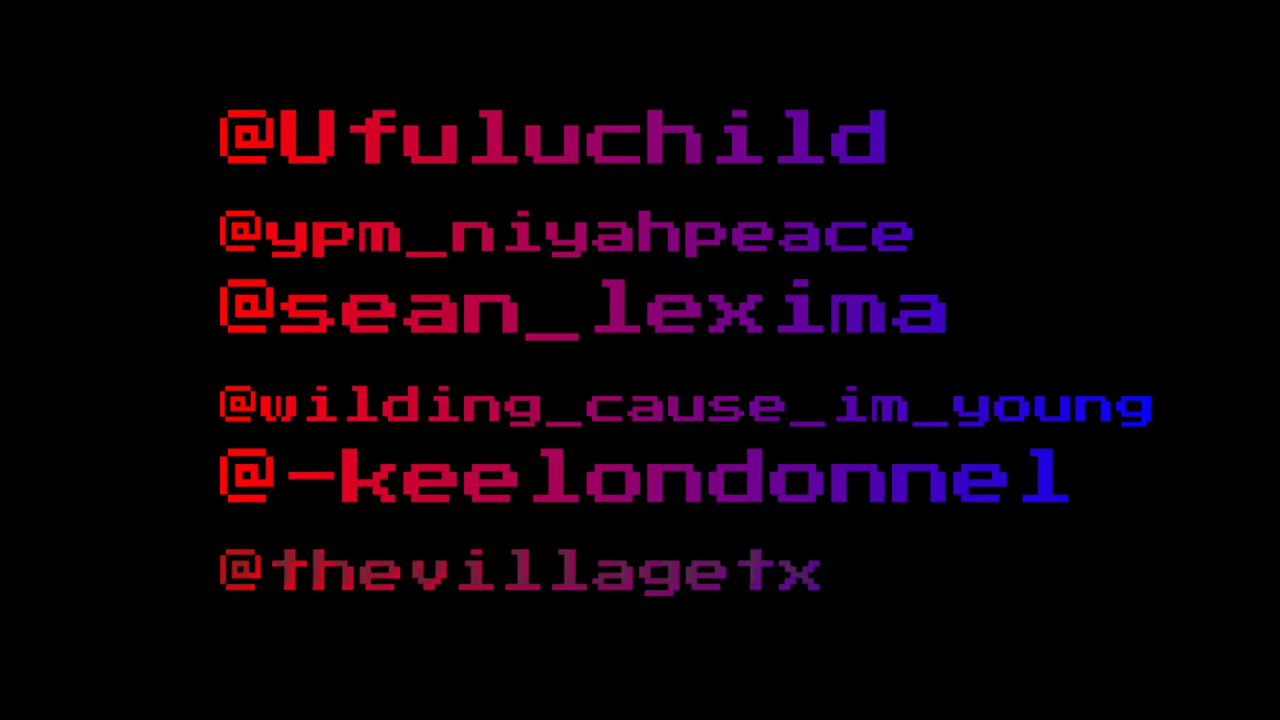 @Ufuluchild
@ypm_niyahpeace
@sean_lexima
@wilding_cause_im_young
@-keelondonnel
@thevillagetx